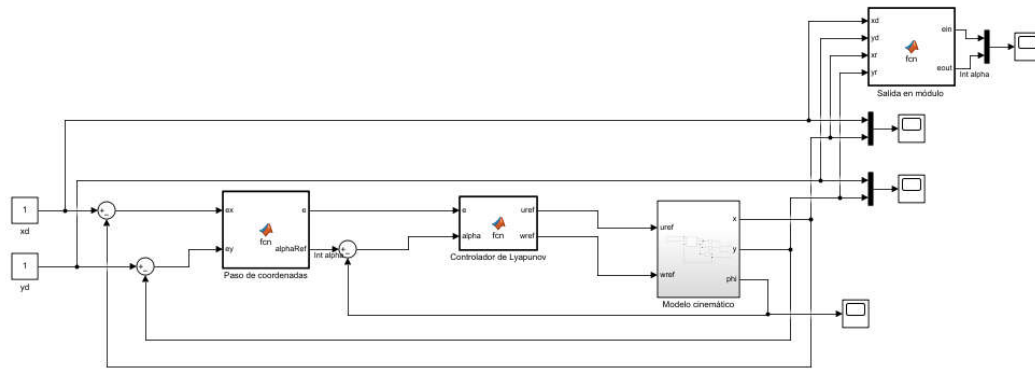 xd
yd
xr
yr
fcn
ein
eout
Int alpha
Salida en módulo
1
xd
1
yd
ex
ey
fcn
e
alphaRef
Int alpha
Paso de coordenadas
e
alpha
fcn
uref
wref
Controlador de Lyapunov
uref
wref
x
y
phi
Modelo cinemático